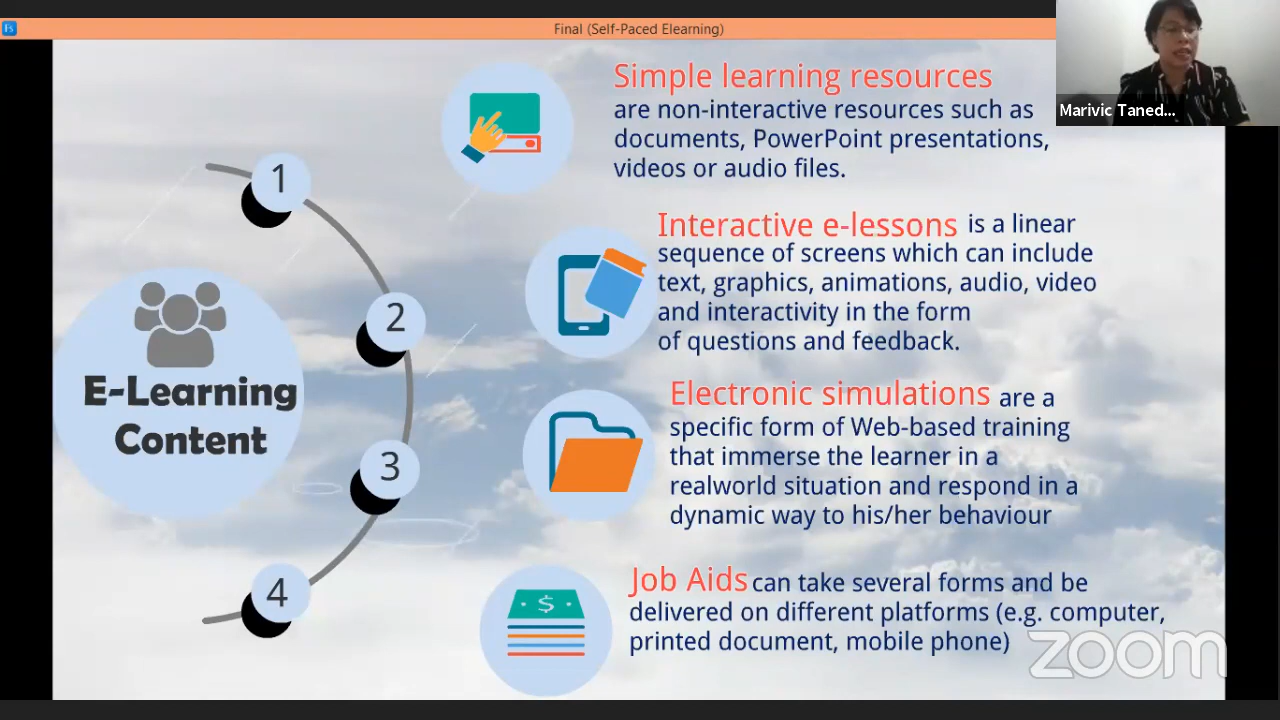 Final (Self-Paced Elearning)
Marivic Taned...
E-Learning
Content
1
Simple learning resources
are non-interactive resources such as
documents, PowerPoint presentations,
videos or audio files.
2
Interactive e-lessons is a linear
sequence of screens which can include
text, graphics, animations, audio, video
and interactivity in the form
of questions and feedback.
3
Electronic simulations are a
specific form of Web-based training
that immerse the learner in a
realworld situation and respond in a
dynamic way to his/her behaviour
4
$
Job Aids can take several forms and be
delivered on different platforms (e.g. computer,
printed document, mobile phone)
zoom